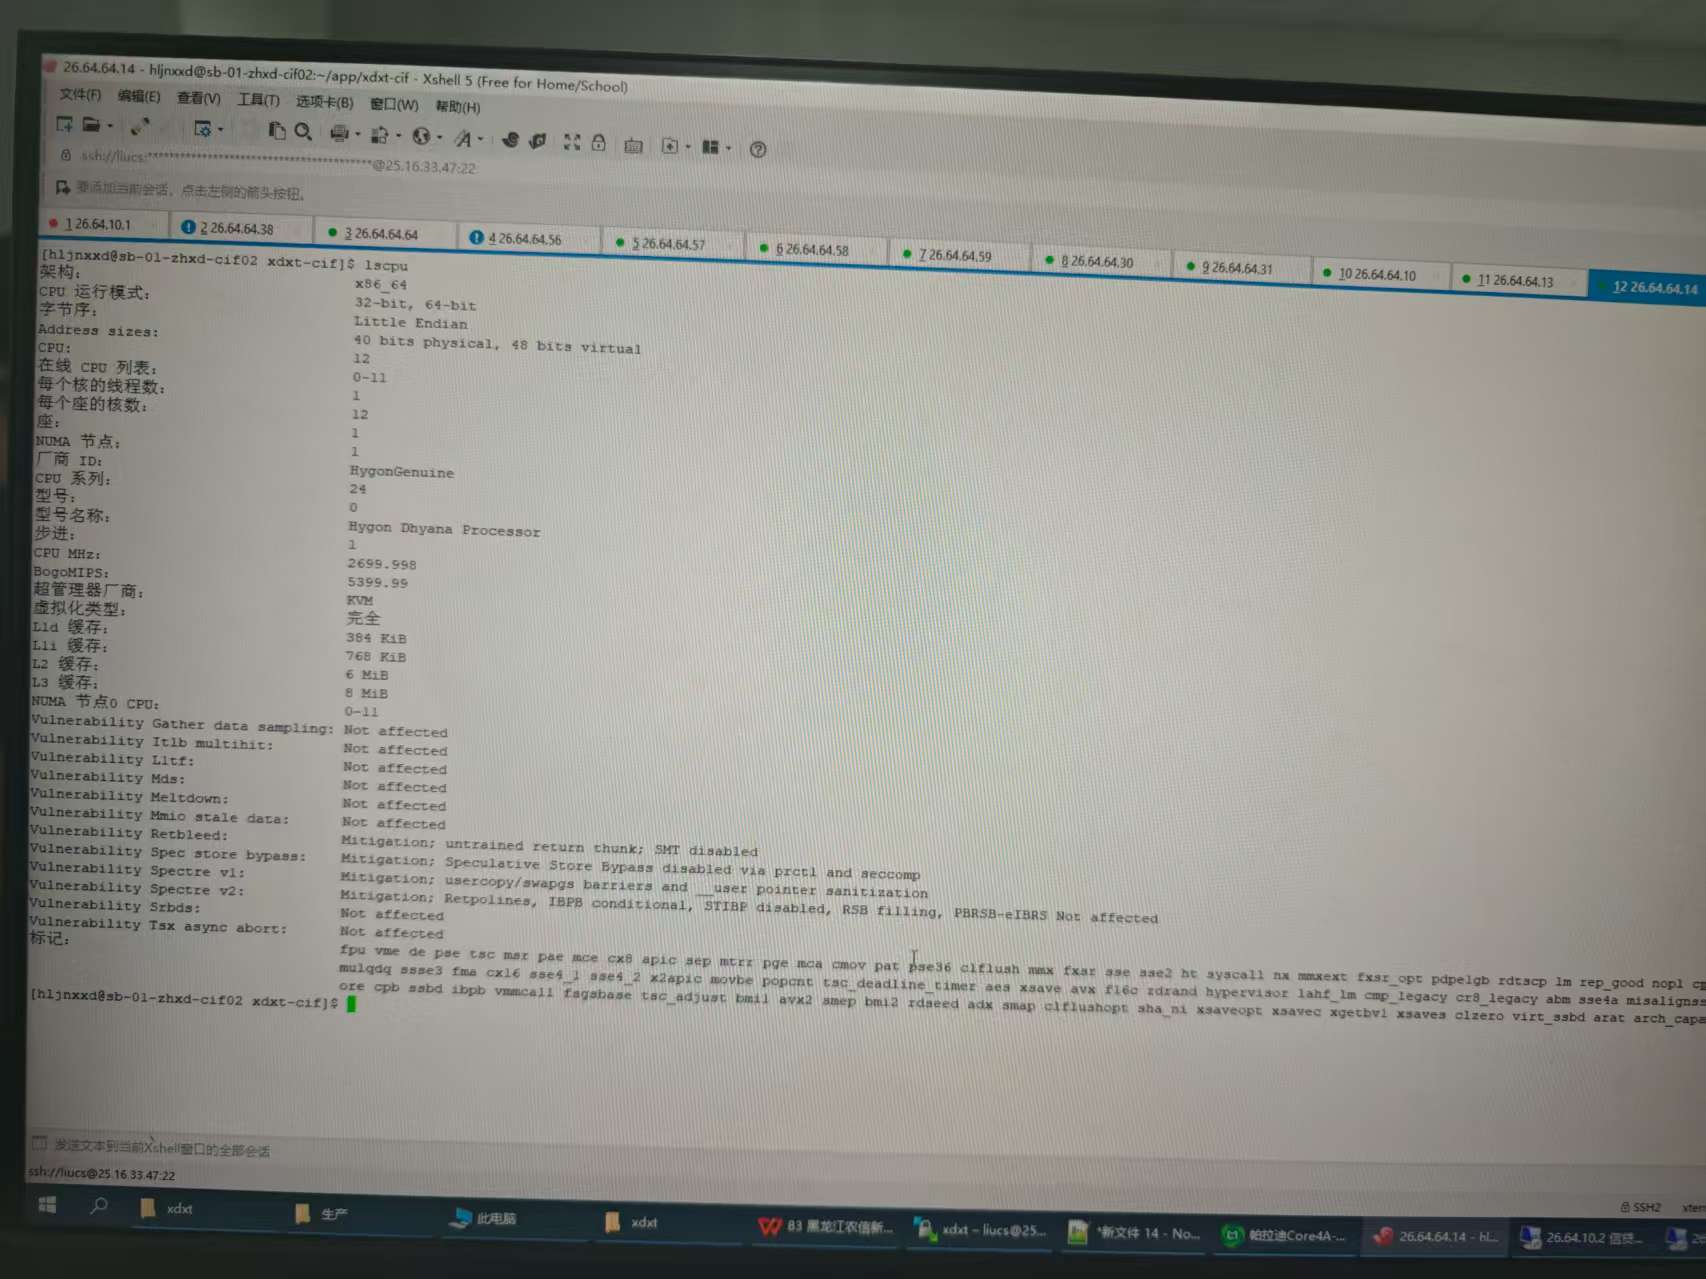 26.64.64.14 - hljnxxd@sb-01-zhxd-cif02:~/app/xdxt-cif - Xshell 5 (Free for Home/School)
文件(F) 编辑(E) 查看(V) 工具(T) 选项卡(B) 窗口(W) 帮助(H)
ssh://liucs:****************************************@25.16.33.47:22
要添加当前会话，点击左侧的箭头按钮。
1 26.64.10.1 2 26.64.64.38 3 26.64.64.64 4 26.64.64.56 5 26.64.64.57 6 26.64.64.58 7 26.64.64.59 8 26.64.64.30 9 26.64.64.31 10 26.64.64.10 11 26.64.64.13 12 26.64.64.14
[hljnxxd@sb-01-zhxd-cif02 xdxt-cif]$ lscpu
架构： x86_64
CPU 运行模式： 32-bit, 64-bit
字节序： Little Endian
Address sizes: 40 bits physical, 48 bits virtual
CPU: 12
在线 CPU 列表： 0-11
每个核的线程数： 1
每个座的核数： 12
座： 1
NUMA 节点： 1
厂商 ID： HygonGenuine
CPU 系列： 24
型号： 0
型号名称： Hygon Dhyana Processor
步进： 1
CPU MHz： 2699.998
BogoMIPS： 5399.99
超管理器厂商： KVM
虚拟化类型： 完全
L1d 缓存： 384 KiB
L1i 缓存： 768 KiB
L2 缓存： 6 MiB
L3 缓存： 8 MiB
NUMA 节点0 CPU： 0-11
Vulnerability Gather data sampling: Not affected
Vulnerability Itlb multihit: Not affected
Vulnerability L1tf: Not affected
Vulnerability Mds: Not affected
Vulnerability Meltdown: Not affected
Vulnerability Mmio stale data: Not affected
Vulnerability Retbleed: Mitigation; untrained return thunk; SMT disabled
Vulnerability Spec store bypass: Mitigation; Speculative Store Bypass disabled via prctl and seccomp
Vulnerability Spectre v1: Mitigation; usercopy/swapgs barriers and __user pointer sanitization
Vulnerability Spectre v2: Mitigation; Retpolines, IBPB conditional, STIBP disabled, RSB filling, PBRSB-eIBRS Not affected
Vulnerability Srbds: Not affected
Vulnerability Tsx async abort: Not affected
标记： fpu vme de pse tsc msr pae mce cx8 apic sep mtrr pge mca cmov pat pse36 clflush mmx fxsr sse sse2 ht syscall nx mmxext fxsr_opt pdpe1gb rdtscp lm rep_good nopl cp
mulqdq ssse3 fma cx16 sse4_1 sse4_2 x2apic movbe popcnt tsc_deadline_timer aes xsave avx f16c rdrand hypervisor lahf_lm cmp_legacy cr8_legacy abm sse4a misalignss
ore cpb ssbd ibpb vmmcall fsgsbase tsc_adjust bmi1 avx2 smep bmi2 rdseed adx smap clflushopt sha_ni xsaveopt xsavec xgetbv1 xsaves clzero virt_ssbd arat arch_capa
[hljnxxd@sb-01-zhxd-cif02 xdxt-cif]$
发送文本到当前Xshell窗口的全部会话
ssh://liucs@25.16.33.47:22
SSH2 xter
xdxt 生产 此电脑 xdxt 83 黑龙江农信新... xdxt - liucs@25... *新文件 14 - No... 帕拉迪Core4A-... 26.64.64.14 - hl... 26.64.10.2 信贷...